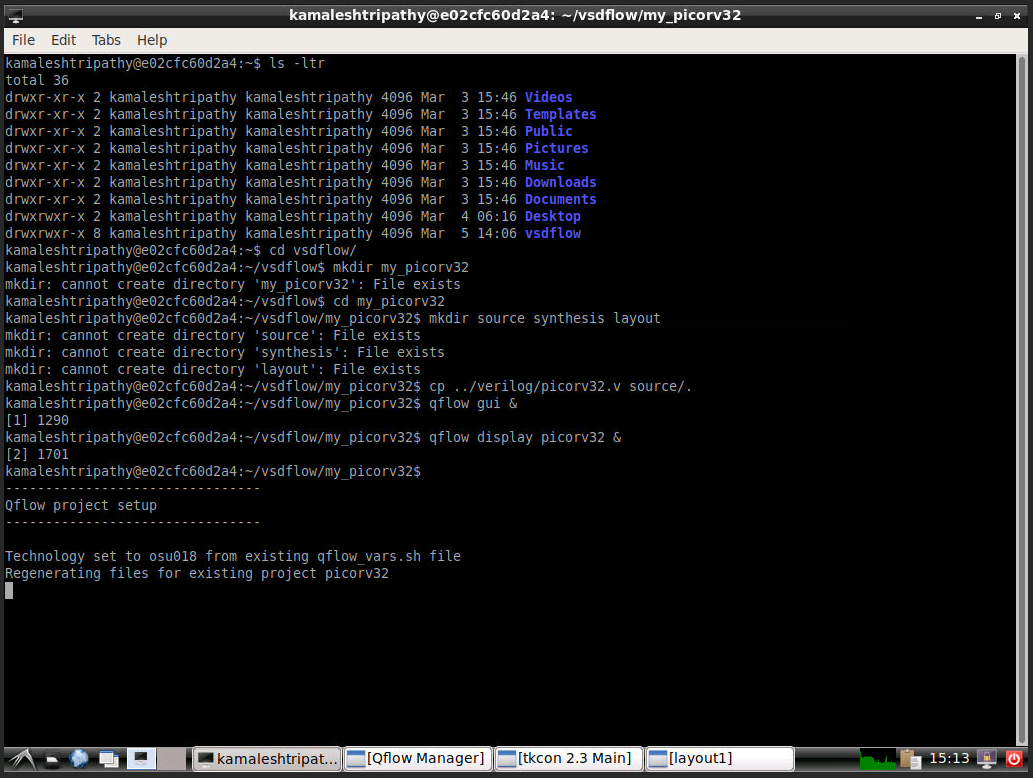 kamaleshtripathy@e02cfc60d2a4: ~/vsdflow/my_picorv32
File Edit Tabs Help
kamaleshtripathy@e02cfc60d2a4:~$ ls -ltr
total 36
drwxr-xr-x 2 kamaleshtripathy kamaleshtripathy 4096 Mar  3 15:46 Videos
drwxr-xr-x 2 kamaleshtripathy kamaleshtripathy 4096 Mar  3 15:46 Templates
drwxr-xr-x 2 kamaleshtripathy kamaleshtripathy 4096 Mar  3 15:46 Public
drwxr-xr-x 2 kamaleshtripathy kamaleshtripathy 4096 Mar  3 15:46 Pictures
drwxr-xr-x 2 kamaleshtripathy kamaleshtripathy 4096 Mar  3 15:46 Music
drwxr-xr-x 2 kamaleshtripathy kamaleshtripathy 4096 Mar  3 15:46 Downloads
drwxr-xr-x 2 kamaleshtripathy kamaleshtripathy 4096 Mar  3 15:46 Documents
drwxrwxr-x 2 kamaleshtripathy kamaleshtripathy 4096 Mar  4 06:16 Desktop
drwxrwxr-x 8 kamaleshtripathy kamaleshtripathy 4096 Mar  5 14:06 vsdflow
kamaleshtripathy@e02cfc60d2a4:~$ cd vsdflow/
kamaleshtripathy@e02cfc60d2a4:~/vsdflow$ mkdir my_picorv32
mkdir: cannot create directory 'my_picorv32': File exists
kamaleshtripathy@e02cfc60d2a4:~/vsdflow$ cd my_picorv32
kamaleshtripathy@e02cfc60d2a4:~/vsdflow/my_picorv32$ mkdir source synthesis layout
mkdir: cannot create directory 'source': File exists
mkdir: cannot create directory 'synthesis': File exists
mkdir: cannot create directory 'layout': File exists
kamaleshtripathy@e02cfc60d2a4:~/vsdflow/my_picorv32$ cp ../verilog/picorv32.v source/.
kamaleshtripathy@e02cfc60d2a4:~/vsdflow/my_picorv32$ qflow gui &
[1] 1290
kamaleshtripathy@e02cfc60d2a4:~/vsdflow/my_picorv32$ qflow display picorv32 &
[2] 1701
kamaleshtripathy@e02cfc60d2a4:~/vsdflow/my_picorv32$
--------------------------------
Qflow project setup
--------------------------------
Technology set to osu018 from existing qflow_vars.sh file
Regenerating files for existing project picorv32
kamaleshtripat... [Qflow Manager] [tkcon 2.3 Main] [layout1] 15:13